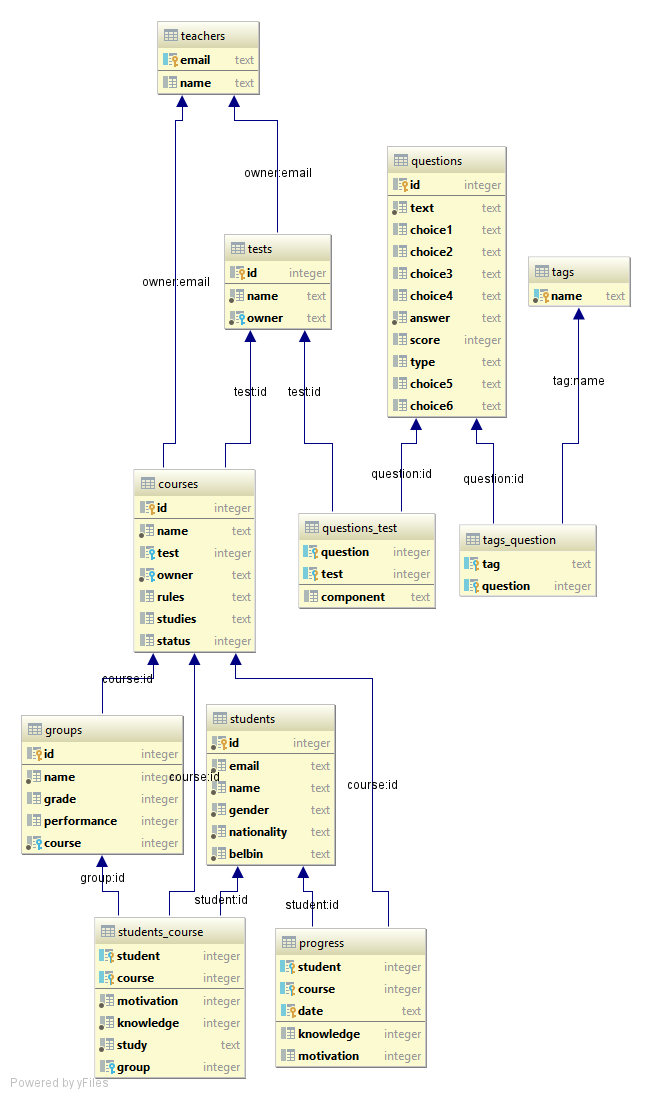 teachers
email text
name text
owner:email
questions
id integer
text text
choice1 text
choice2 text
choice3 text
choice4 text
answer text
score integer
type text
choice5 text
choice6 text
tests
id integer
name text
owner text
tags
name text
owner:email
test:id
test:id
tag:name
question:id
question:id
courses
id integer
name text
test integer
owner text
rules text
studies text
status integer
questions_test
question integer
test integer
component text
tags_question
tag text
question integer
course:id
groups
id integer
name integer
grade integer
performance integer
course integer
course:id
students
id integer
email text
name text
gender text
nationality text
belbin text
course:id
group:id
student:id
student:id
students_course
student integer
course integer
motivation integer
knowledge integer
study text
group integer
progress
student integer
course integer
date text
knowledge integer
motivation integer
Powered by yFiles